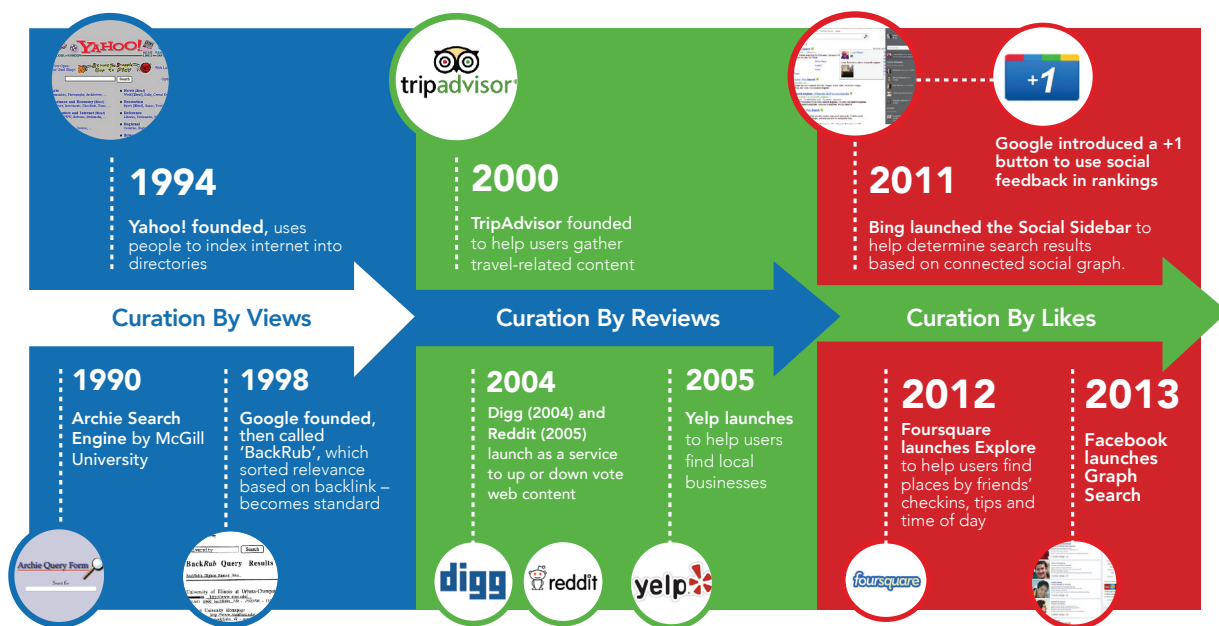 YAHOO!
Search
1994
Yahoo! founded, uses
people to index internet into
directories
tripadvisor
2000
TripAdvisor founded
to help users gather
travel-related content
+1
Google introduced a +1
button to use social
feedback in rankings
2011
Bing launched the Social Sidebar to
help determine search results
based on connected social graph.
Curation By Views
Curation By Reviews
Curation By Likes
1990
Archie Search
Engine by McGill
University
1998
Google founded,
then called
‘BackRub’, which
sorted relevance
based on backlink –
becomes standard
2004
Digg (2004) and
Reddit (2005)
launch as a service
to up or down vote
web content
2005
Yelp launches
to help users
find local
businesses
2012
Foursquare
launches Explore
to help users find
places by friends’
checkins, tips and
time of day
2013
Facebook
launches
Graph
Search
Archie Query Form
Search
BackRub Query Results
digg
reddit
yelp
foursquare